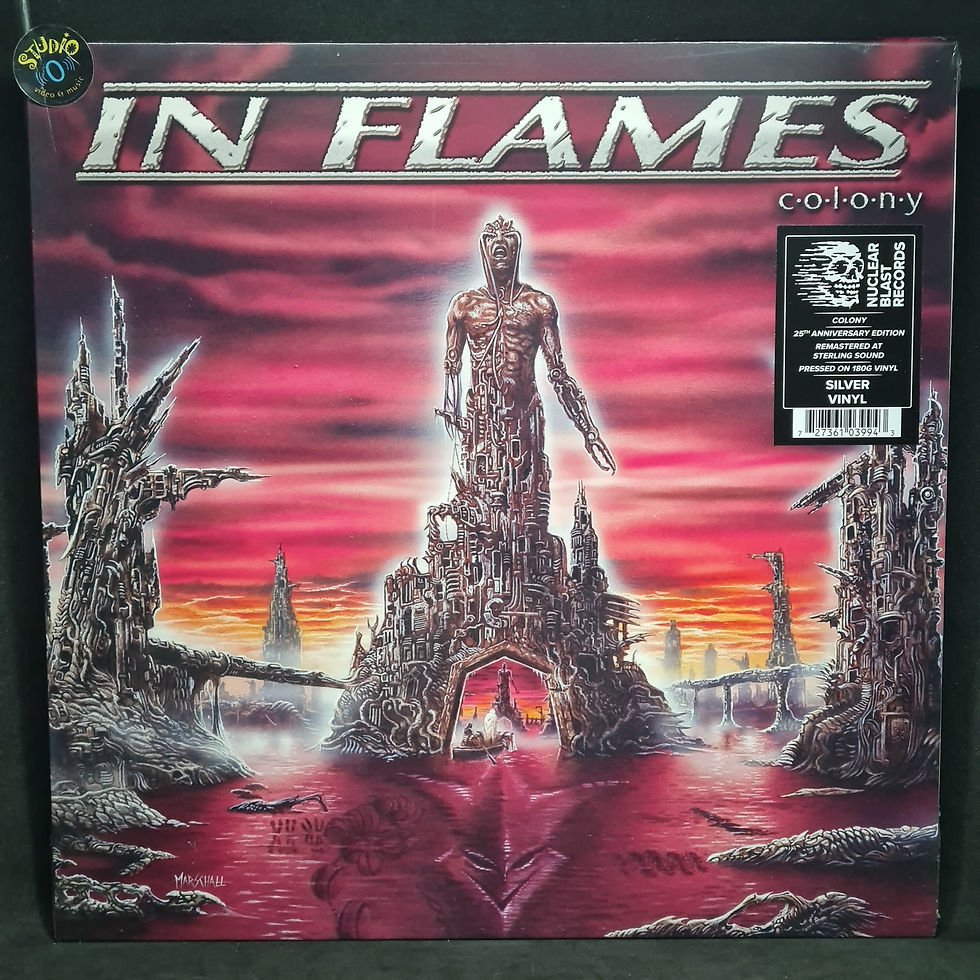 STUDIO
video & music
IN FLAMES
c·o·l·o·n·y
NUCLEAR
BLAST
RECORDS
COLONY
25TH ANNIVERSARY EDITION
REMASTERED AT
STERLING SOUND
PRESSED ON 180G VINYL
SILVER
VINYL
7 27361 03994 3
MARSCHALL